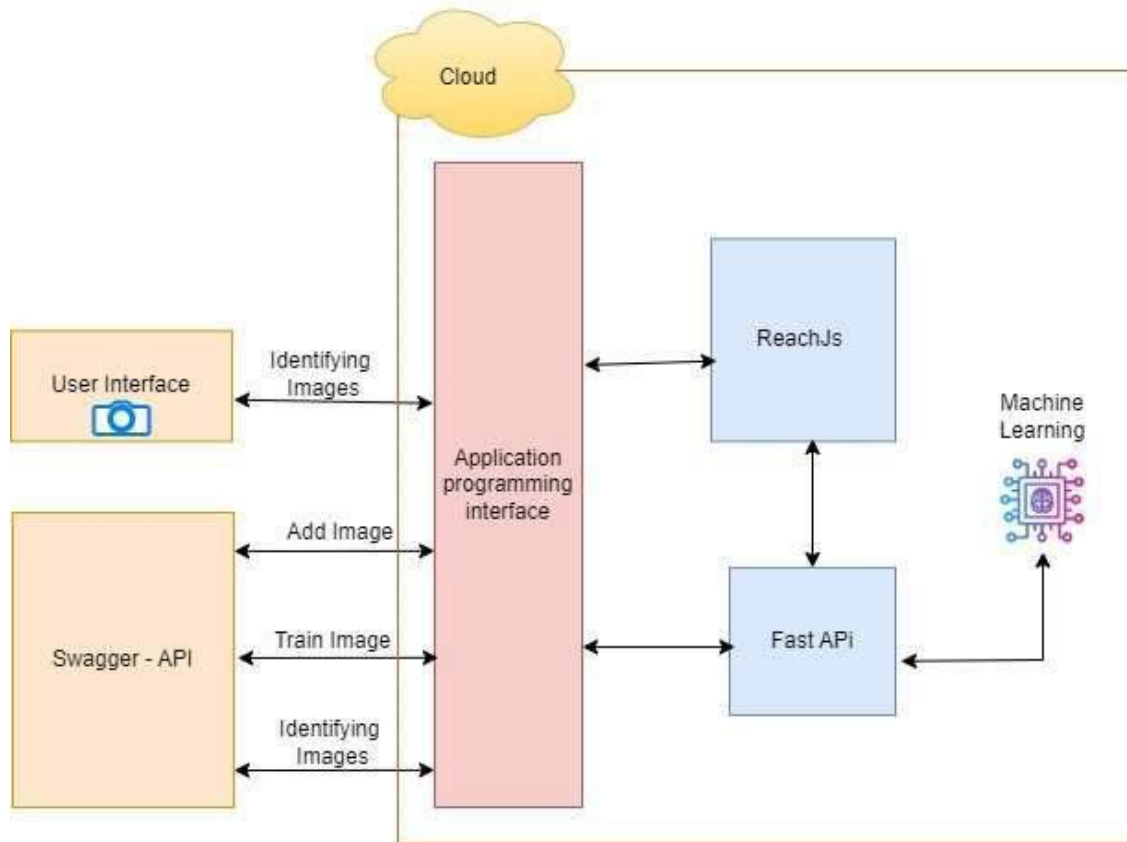 Cloud
ReachJs
User Interface
Identifying
Images
Machine
Learning
Application
programming
interface
Add Image
Train Image
Swagger - API
Fast APi
Identifying
Images